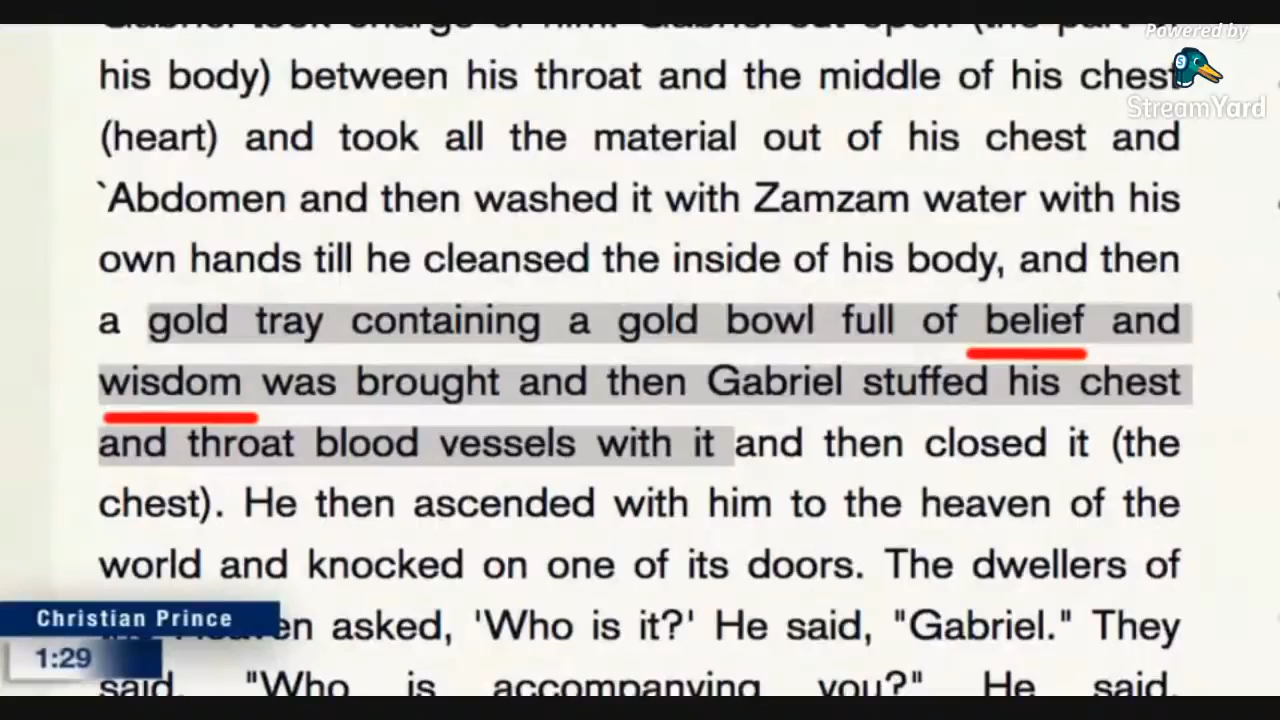 Powered by
StreamYard
his body) between his throat and the middle of his chest
(heart) and took all the material out of his chest and
`Abdomen and then washed it with Zamzam water with his
own hands till he cleansed the inside of his body, and then
a gold tray containing a gold bowl full of belief and
wisdom was brought and then Gabriel stuffed his chest
and throat blood vessels with it and then closed it (the
chest). He then ascended with him to the heaven of the
world and knocked on one of its doors. The dwellers of
asked, 'Who is it?' He said, "Gabriel." They
said, "Who is accompanying you?" He said,
Christian Prince
1:29